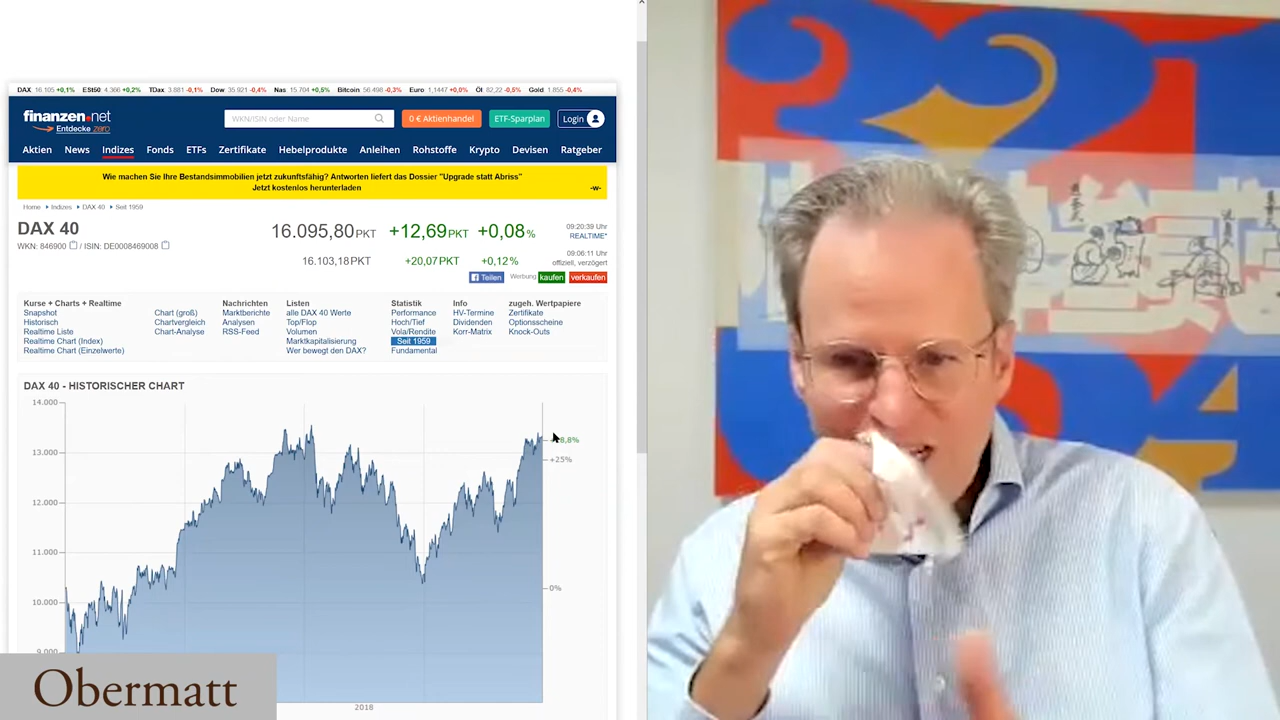 DAX 16.105 +0,1% ESt50 4.366 +0,2% TDax 3.881 -0,1% Dow 35.921 -0,4% Nas 15.704 +0,5% Bitcoin 56.498 -0,3% Euro 1,1447 +0,0% Öl 82,22 -0,5% Gold 1.855 -0,4%
finanzen.net
Entdecke zero
WKN/ISIN oder Name
0 € Aktienhandel
ETF-Sparplan
Login
Aktien News Indizes Fonds ETFs Zertifikate Hebelprodukte Anleihen Rohstoffe Krypto Devisen Ratgeber
Wie machen Sie Ihre Bestandsimmobilien jetzt zukunftsfähig? Antworten liefert das Dossier "Upgrade statt Abriss"
Jetzt kostenlos herunterladen
-w-
Home Indizes DAX 40 Seit 1959
DAX 40
WKN: 846900 / ISIN: DE0008469008
16.095,80 PKT +12,69 PKT +0,08 %
09:20:39 Uhr
REALTIME*
16.103,18 PKT +20,07 PKT +0,12 %
09:06:11 Uhr
offiziell, verzögert
Teilen Werbung kaufen verkaufen
Kurse + Charts + Realtime
Snapshot
Historisch
Realtime Liste
Realtime Chart (Index)
Realtime Chart (Einzelwerte)
Chart (groß)
Chartvergleich
Chart-Analyse
Nachrichten
Marktberichte
Analysen
RSS-Feed
Listen
alle DAX 40 Werte
Top/Flop
Volumen
Marktkapitalisierung
Wer bewegt den DAX?
Statistik
Performance
Hoch/Tief
Vola/Rendite
Seit 1959
Fundamental
Info
HV-Termine
Dividenden
Korr-Matrix
zugeh. Wertpapiere
Zertifikate
Optionsscheine
Knock-Outs
DAX 40 - HISTORISCHER CHART
14.000
13.000
12.000
11.000
10.000
9.000
+25%
0%
2018
Obermatt